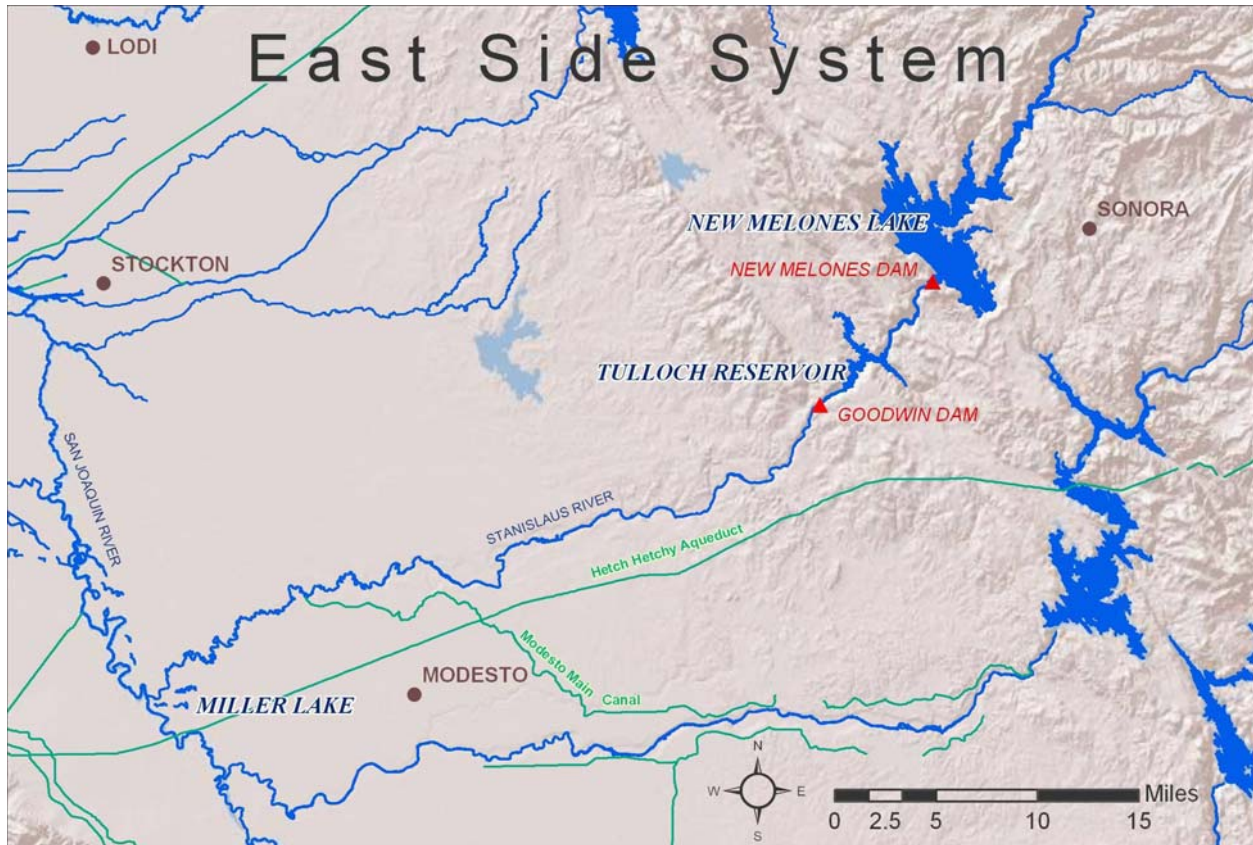 East Side System
LODI
NEW MELONES LAKE
SONORA
STOCKTON
NEW MELONES DAM
TULLOCH RESERVOIR
GOODWIN DAM
SAN JOAQUIN RIVER
STANISLAUS RIVER
Hetch Hetchy Aqueduct
Modesto Main Canal
MODESTO
MILLER LAKE
N
W E
S
Miles
0 2.5 5 10 15